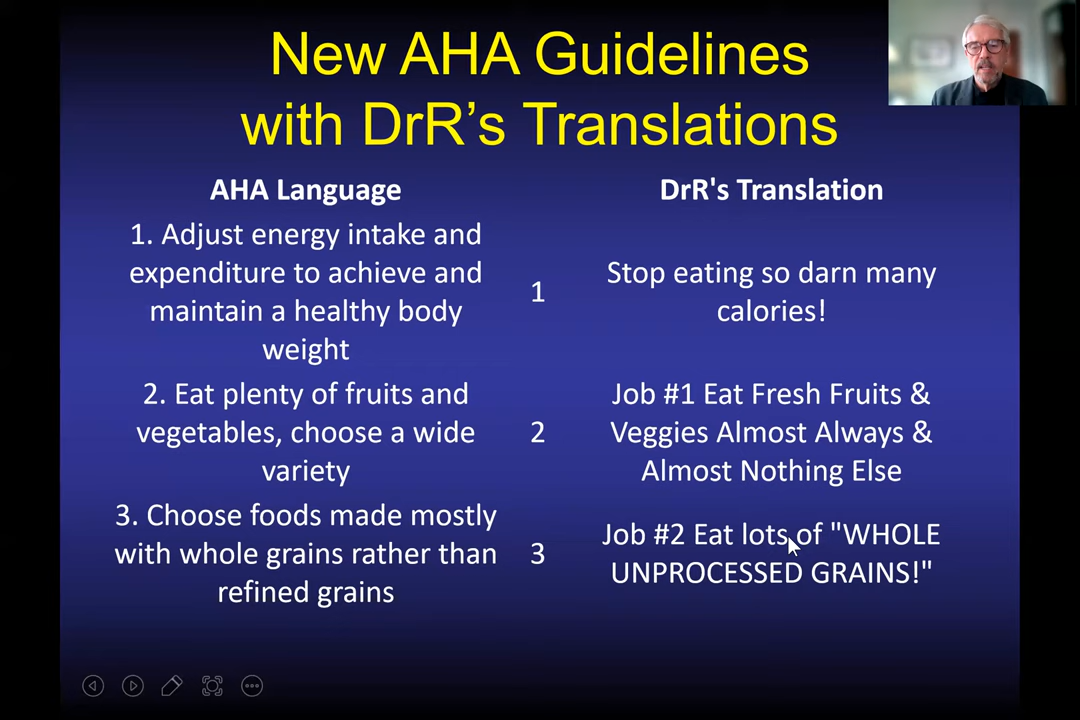 New AHA Guidelines
with DrR's Translations
AHA Language
DrR's Translation
1. Adjust energy intake and
expenditure to achieve and
maintain a healthy body
weight
1
Stop eating so darn many
calories!
2. Eat plenty of fruits and
vegetables, choose a wide
variety
2
Job #1 Eat Fresh Fruits &
Veggies Almost Always &
Almost Nothing Else
3. Choose foods made mostly
with whole grains rather than
refined grains
3
Job #2 Eat lots of "WHOLE
UNPROCESSED GRAINS!"